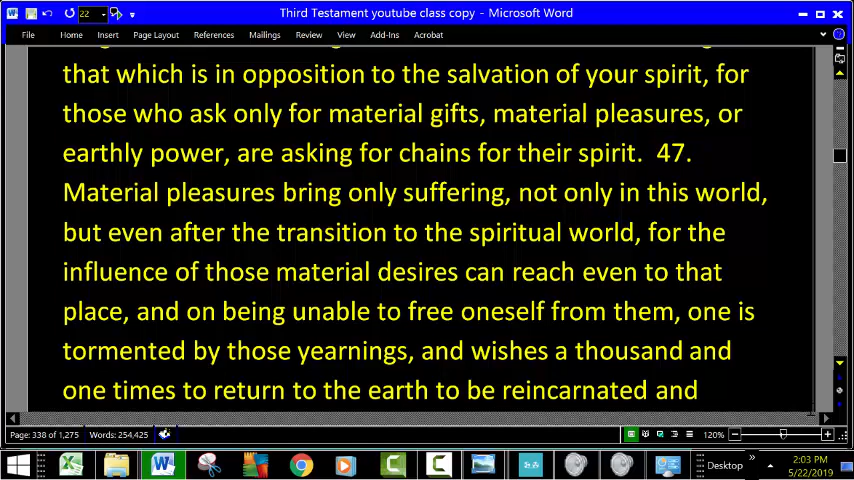 22
Third Testament youtube class copy - Microsoft Word
File Home Insert Page Layout References Mailings Review View Add-Ins Acrobat
that which is in opposition to the salvation of your spirit, for
those who ask only for material gifts, material pleasures, or
earthly power, are asking for chains for their spirit.  47.
Material pleasures bring only suffering, not only in this world,
but even after the transition to the spiritual world, for the
influence of those material desires can reach even to that
place, and on being unable to free oneself from them, one is
tormented by those yearnings, and wishes a thousand and
one times to return to the earth to be reincarnated and
Page: 338 of 1,275 Words: 254,425 120%
Desktop 2:03 PM
5/22/2019